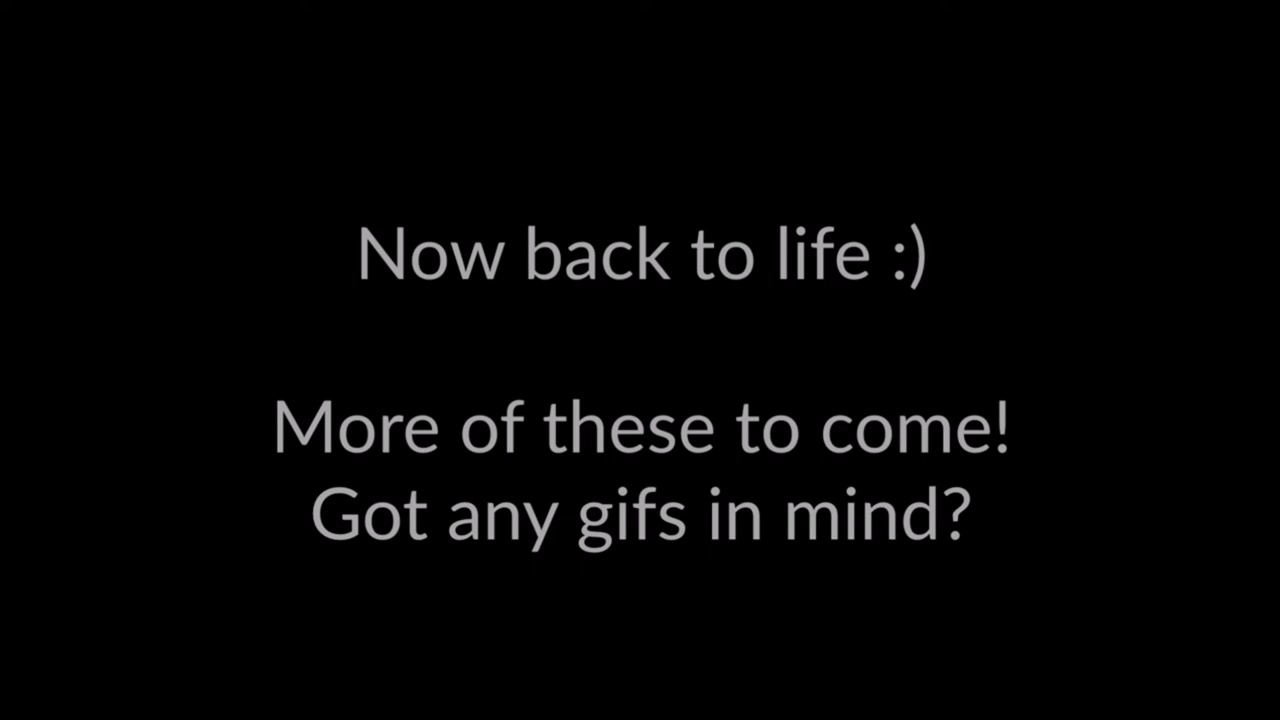 Now back to life :)
More of these to come!
Got any gifs in mind?